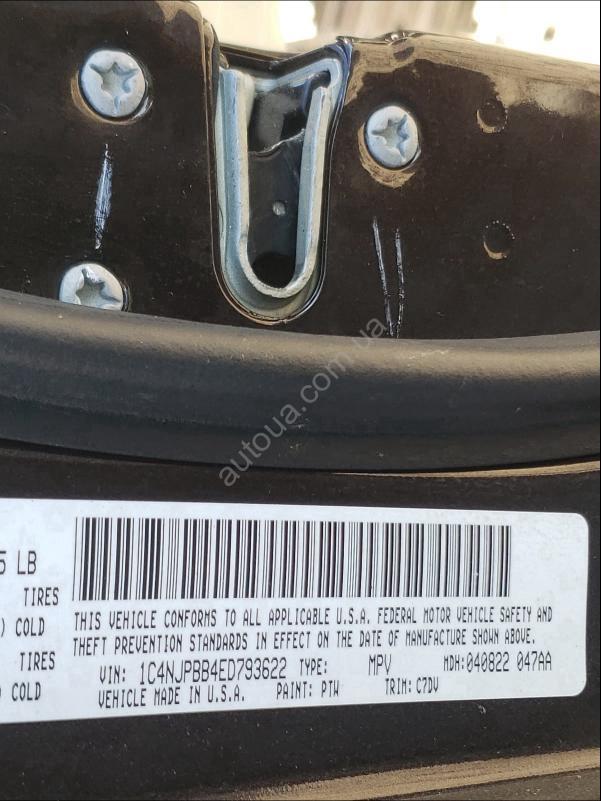 autoua.com.ua
5 LB
TIRES
) COLD
TIRES
) COLD
THIS VEHICLE CONFORMS TO ALL APPLICABLE U.S.A. FEDERAL MOTOR VEHICLE SAFETY AND
THEFT PREVENTION STANDARDS IN EFFECT ON THE DATE OF MANUFACTURE SHOWN ABOVE.
VIN: 1C4NJPBB4ED793622 TYPE: MPV MDH:040822 047AA
VEHICLE MADE IN U.S.A. PAINT: PTW TRIM: C7DV